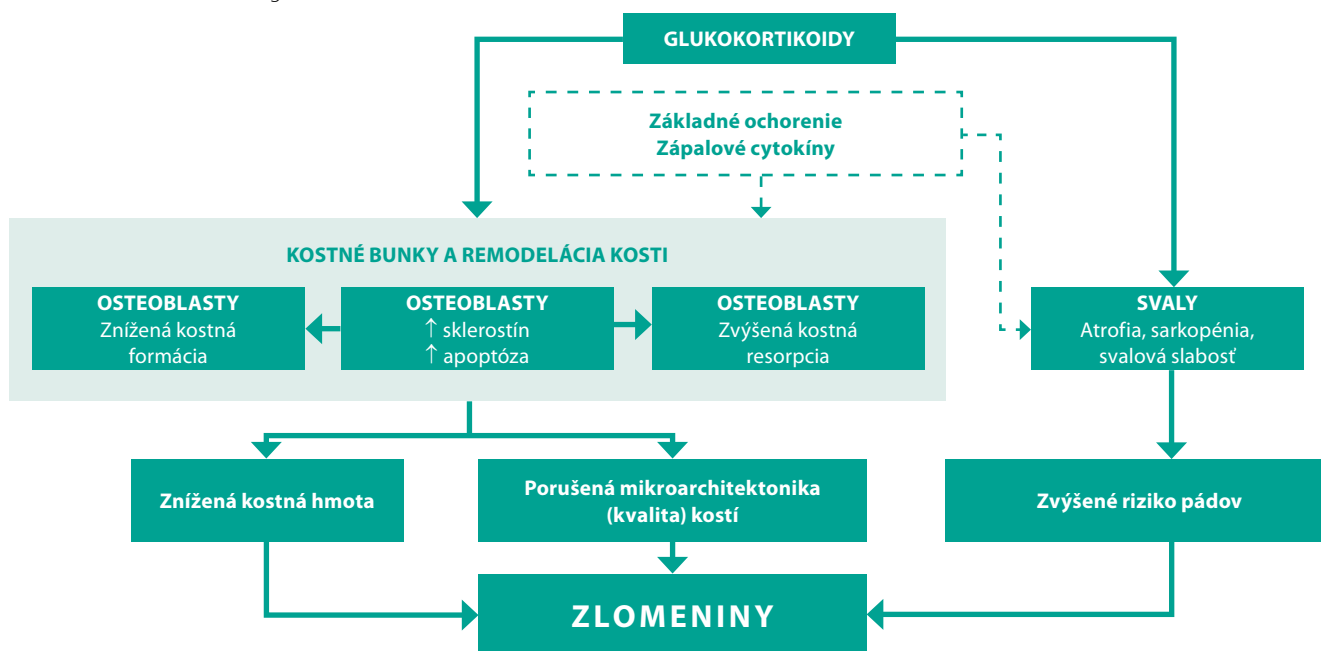 GLUKOKORTIKOIDY
Základné ochorenie
Zápalové cytokíny
KOSTNÉ BUNKY A REMODELÁCIA KOSTI
OSTEOBLASTY
Znížená kostná
formácia
OSTEOBLASTY
↑ sklerostín
↑ apoptóza
OSTEOBLASTY
Zvýšená kostná
resorpcia
SVALY
Atrofia, sarkopénia,
svalová slabosť
Znížená kostná hmota
Porušená mikroarchitektonika
(kvalita) kostí
Zvýšené riziko pádov
ZLOMENINY